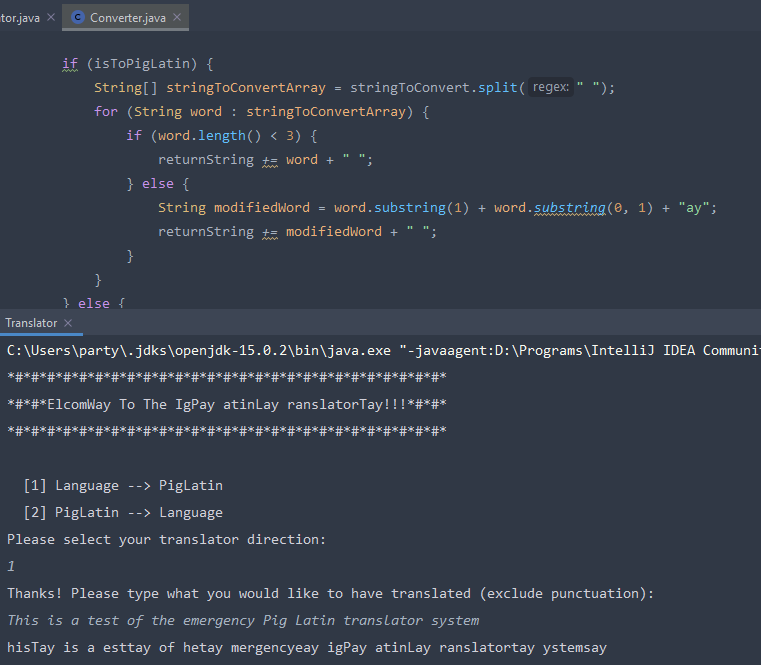 tor.java × C Converter.java ×
if (isToPigLatin) {
String[] stringToConvertArray = stringToConvert.split( regex: " ");
for (String word : stringToConvertArray) {
if (word.length() < 3) {
returnString += word + " ";
} else {
String modifiedWord = word.substring(1) + word.substring(0, 1) + "ay";
returnString += modifiedWord + " ";
}
}
} else {
Translator ×
C:\Users\party\.jdks\openjdk-15.0.2\bin\java.exe "-javaagent:D:\Programs\IntelliJ IDEA Communi
*#*#*#*#*#*#*#*#*#*#*#*#*#*#*#*#*#*#*#*#*#*#*#*#*#*#*#*
*#*#*ElcomWay To The IgPay atinLay ranslatorTay!!!*#*#*
*#*#*#*#*#*#*#*#*#*#*#*#*#*#*#*#*#*#*#*#*#*#*#*#*#*#*#*
[1] Language --> PigLatin
[2] PigLatin --> Language
Please select your translator direction:
1
Thanks! Please type what you would like to have translated (exclude punctuation):
This is a test of the emergency Pig Latin translator system
hisTay is a esttay of hetay mergencyeay igPay atinLay ranslatortay ystemsay